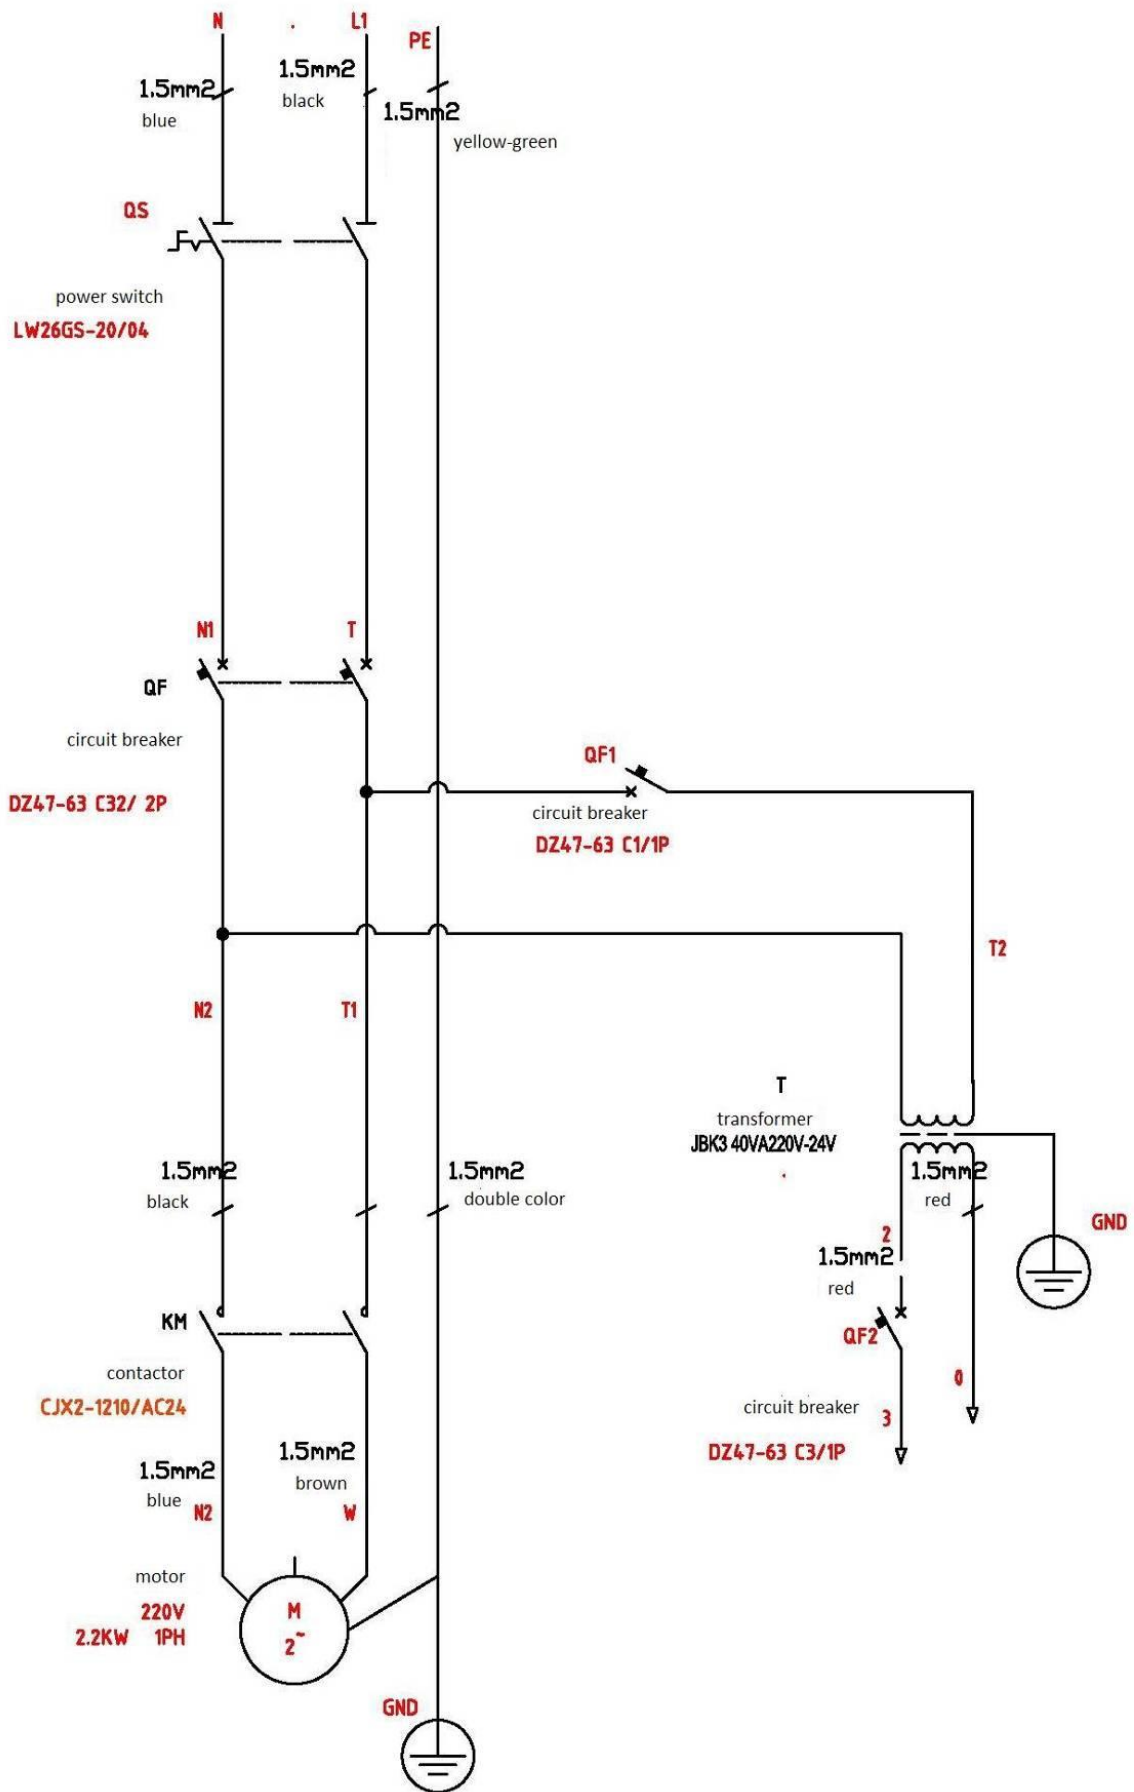 N
L1
PE
1.5mm2
blue
1.5mm2
black
1.5mm2
yellow-green
QS
power switch
LW26GS-20/04
N1
T
QF
circuit breaker
DZ47-63 C32/ 2P
QF1
circuit breaker
DZ47-63 C1/1P
N2
T1
T2
T
transformer
JBK3 40VA220V-24V
1.5mm2
black
1.5mm2
double color
1.5mm2
red
GND
2
1.5mm2
red
KM
contactor
CJX2-1210/AC24
QF2
0
circuit breaker
3
DZ47-63 C3/1P
1.5mm2
blue
N2
1.5mm2
brown
W
motor
220V
2.2KW 1PH
M
2~
GND